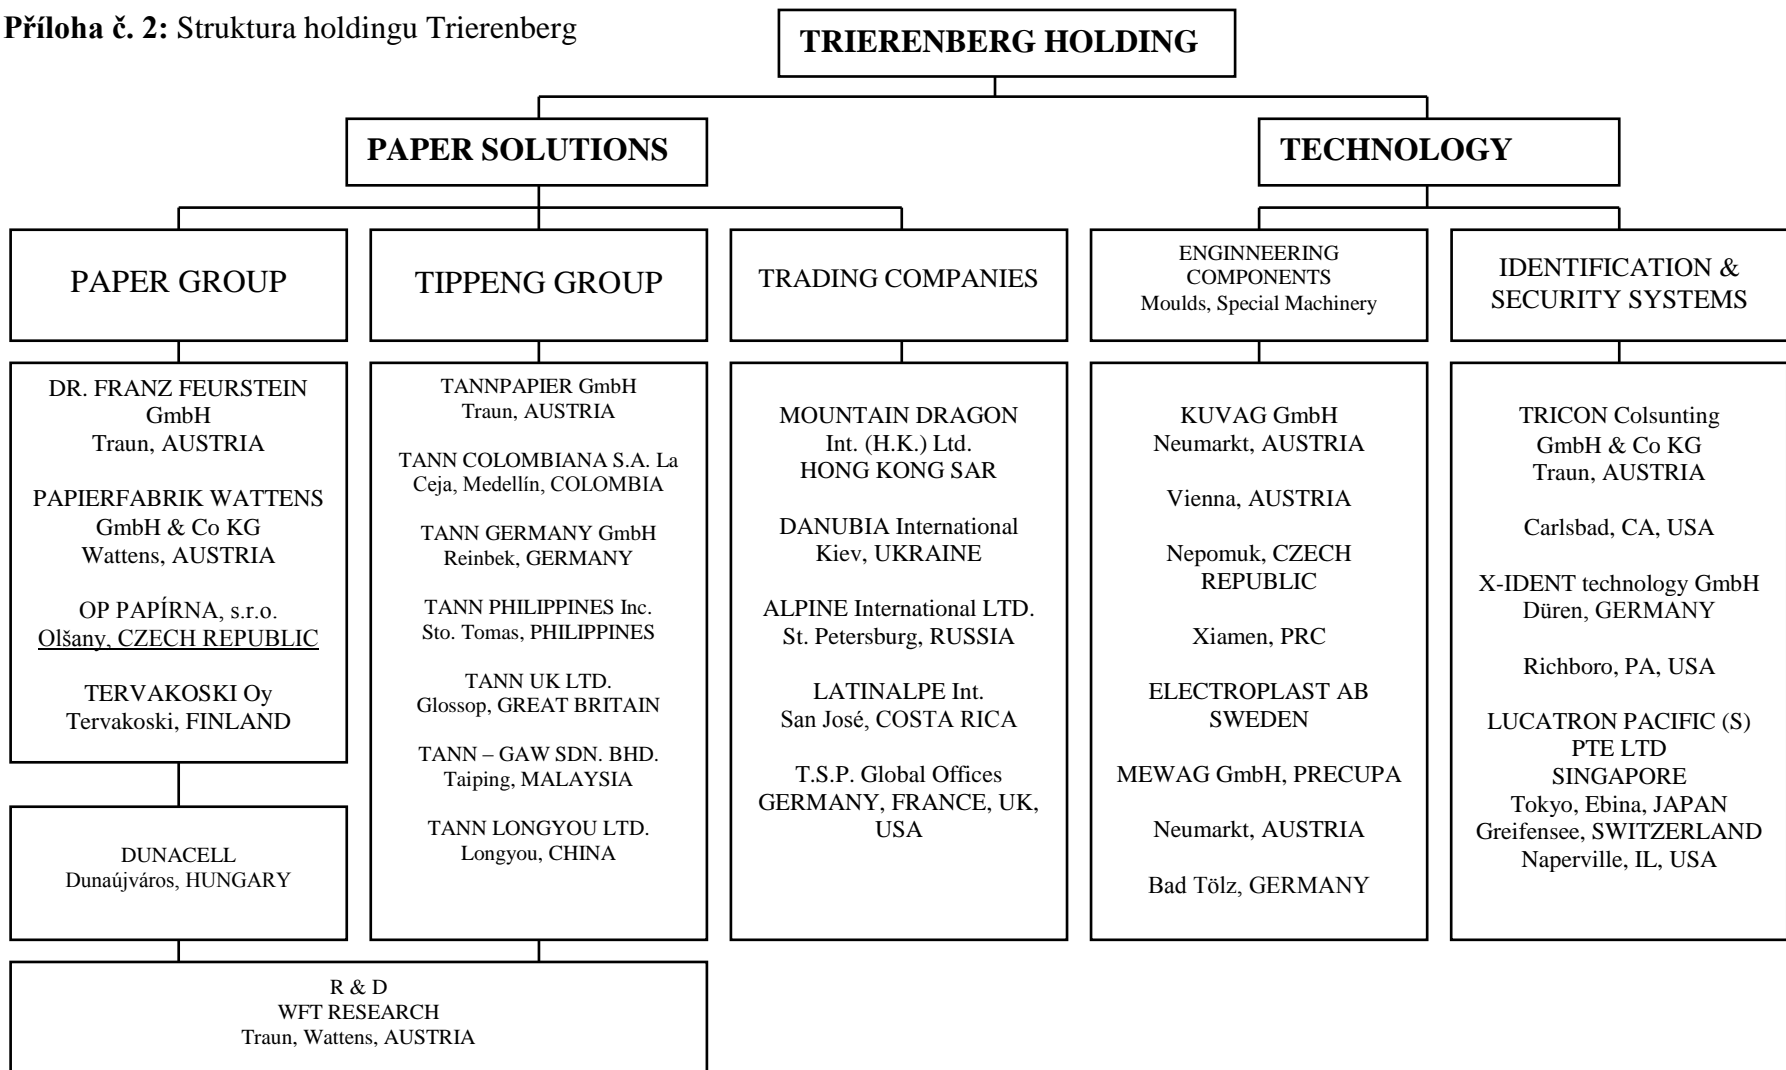 Příloha č. 2: Struktura holdingu Trierenberg
TRIERENBERG HOLDING
PAPER SOLUTIONS
TECHNOLOGY
PAPER GROUP
TIPPENG GROUP
TRADING COMPANIES
ENGINNEERING
COMPONENTS
Moulds, Special Machinery
IDENTIFICATION &
SECURITY SYSTEMS
DR. FRANZ FEURSTEIN
GmbH
Traun, AUSTRIA
PAPIERFABRIK WATTENS
GmbH & Co KG
Wattens, AUSTRIA
OP PAPÍRNA, s.r.o.
Olšany, CZECH REPUBLIC
TERVAKOSKI Oy
Tervakoski, FINLAND
DUNACELL
Dunaújváros, HUNGARY
TANNPAPIER GmbH
Traun, AUSTRIA
TANN COLOMBIANA S.A. La
Ceja, Medellín, COLOMBIA
TANN GERMANY GmbH
Reinbek, GERMANY
TANN PHILIPPINES Inc.
Sto. Tomas, PHILIPPINES
TANN UK LTD.
Glossop, GREAT BRITAIN
TANN – GAW SDN. BHD.
Taiping, MALAYSIA
TANN LONGYOU LTD.
Longyou, CHINA
MOUNTAIN DRAGON
Int. (H.K.) Ltd.
HONG KONG SAR
DANUBIA International
Kiev, UKRAINE
ALPINE International LTD.
St. Petersburg, RUSSIA
LATINALPE Int.
San José, COSTA RICA
T.S.P. Global Offices
GERMANY, FRANCE, UK,
USA
KUVAG GmbH
Neumarkt, AUSTRIA
Vienna, AUSTRIA
Nepomuk, CZECH
REPUBLIC
Xiamen, PRC
ELECTROPLAST AB
SWEDEN
MEWAG GmbH, PRECUPA
Neumarkt, AUSTRIA
Bad Tölz, GERMANY
TRICON Colsunting
GmbH & Co KG
Traun, AUSTRIA
Carlsbad, CA, USA
X-IDENT technology GmbH
Düren, GERMANY
Richboro, PA, USA
LUCATRON PACIFIC (S)
PTE LTD
SINGAPORE
Tokyo, Ebina, JAPAN
Greifensee, SWITZERLAND
Naperville, IL, USA
R & D
WFT RESEARCH
Traun, Wattens, AUSTRIA